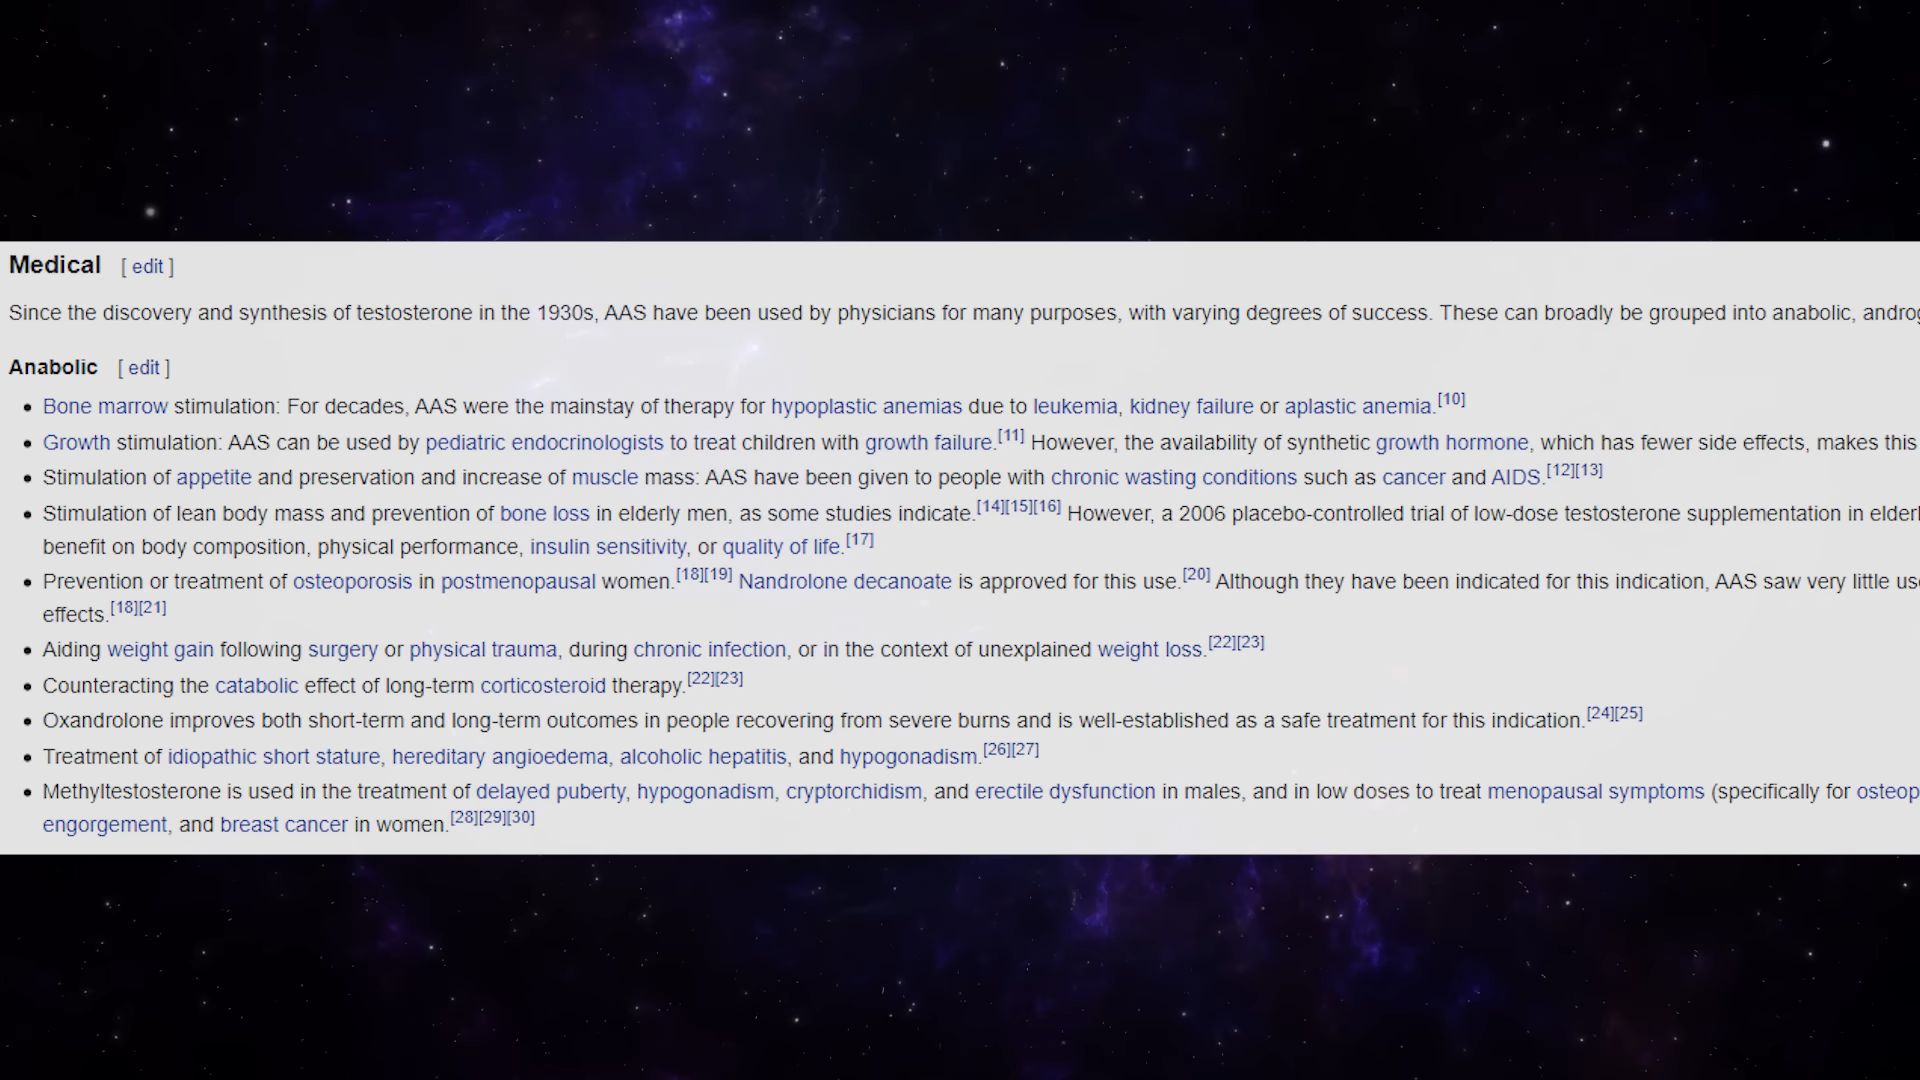 Medical [ edit ]
Since the discovery and synthesis of testosterone in the 1930s, AAS have been used by physicians for many purposes, with varying degrees of success. These can broadly be grouped into anabolic,
Anabolic [ edit ]
• Bone marrow stimulation: For decades, AAS were the mainstay of therapy for hypoplastic anemias due to leukemia, kidney failure or aplastic anemia.[10]
• Growth stimulation: AAS can be used by pediatric endocrinologists to treat children with growth failure.[11] However, the availability of synthetic growth hormone, which has fewer side effects, makes this
• Stimulation of appetite and preservation and increase of muscle mass: AAS have been given to people with chronic wasting conditions such as cancer and AIDS.[12][13]
• Stimulation of lean body mass and prevention of bone loss in elderly men, as some studies indicate.[14][15][16] However, a 2006 placebo-controlled trial of low-dose testosterone supplementation in
benefit on body composition, physical performance, insulin sensitivity, or quality of life.[17]
• Prevention or treatment of osteoporosis in postmenopausal women.[18][19] Nandrolone decanoate is approved for this use.[20] Although they have been indicated for this indication, AAS saw very little
effects.[18][21]
• Aiding weight gain following surgery or physical trauma, during chronic infection, or in the context of unexplained weight loss.[22][23]
• Counteracting the catabolic effect of long-term corticosteroid therapy.[22][23]
• Oxandrolone improves both short-term and long-term outcomes in people recovering from severe burns and is well-established as a safe treatment for this indication.[24][25]
• Treatment of idiopathic short stature, hereditary angioedema, alcoholic hepatitis, and hypogonadism.[26][27]
• Methyltestosterone is used in the treatment of delayed puberty, hypogonadism, cryptorchidism, and erectile dysfunction in males, and in low doses to treat menopausal symptoms (specifically for
engorgement, and breast cancer in women.[28][29][30]